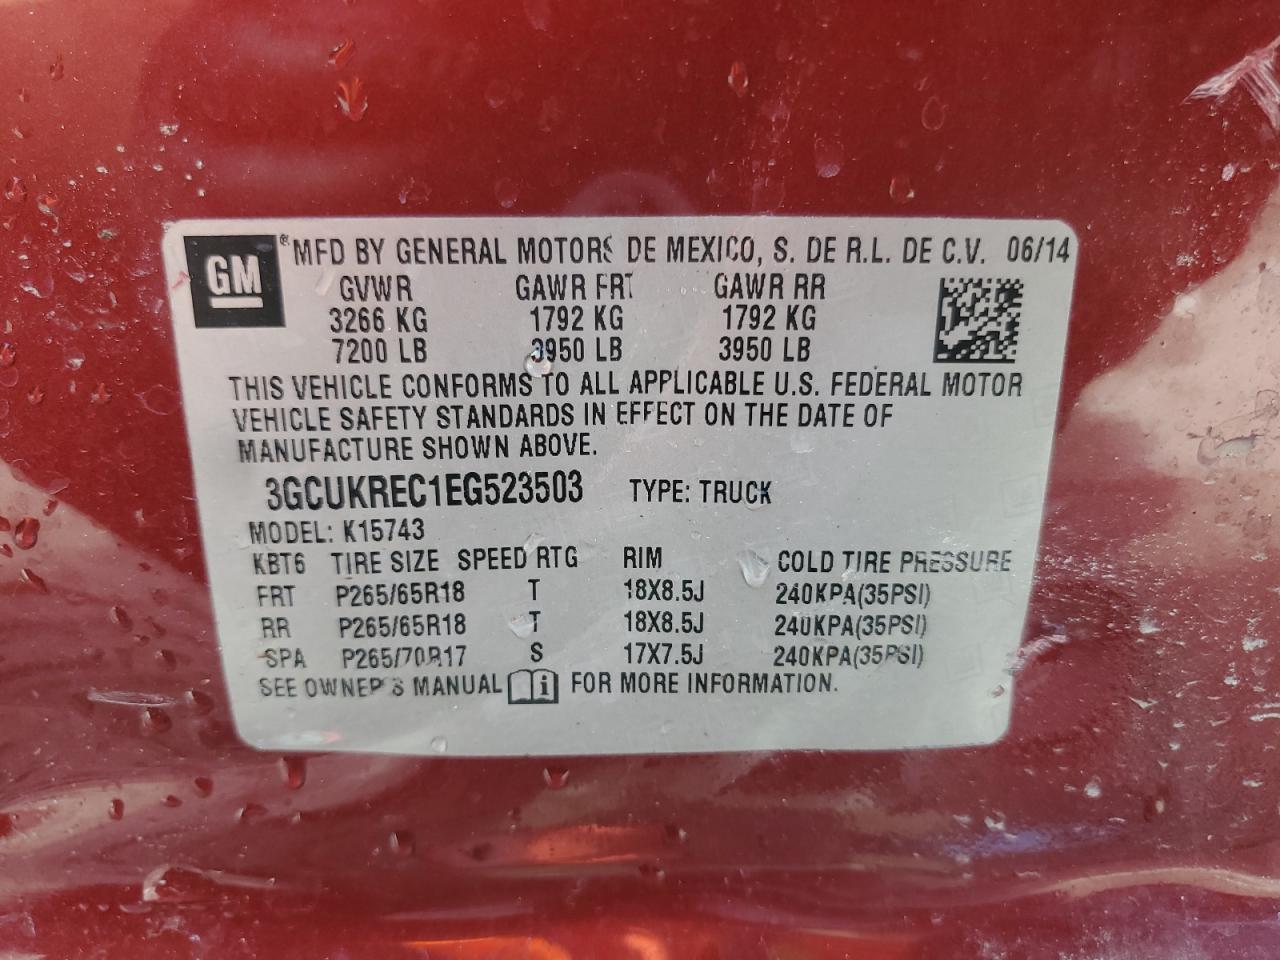 GM ® MFD BY GENERAL MOTORS DE MEXICO, S. DE R.L. DE C.V. 06/14
GVWR GAWR FRT GAWR RR
3266 KG 1792 KG 1792 KG
7200 LB 3950 LB 3950 LB
THIS VEHICLE CONFORMS TO ALL APPLICABLE U.S. FEDERAL MOTOR
VEHICLE SAFETY STANDARDS IN EFFECT ON THE DATE OF
MANUFACTURE SHOWN ABOVE.
3GCUKREC1EG523503 TYPE: TRUCK
MODEL: K15743
KBT6 TIRE SIZE SPEED RTG RIM COLD TIRE PRESSURE
FRT P265/65R18 T 18X8.5J 240KPA(35PSI)
RR P265/65R18 T 18X8.5J 240KPA(35PSI)
SPA P265/70R17 S 17X7.5J 240KPA(35PSI)
SEE OWNER'S MANUAL i FOR MORE INFORMATION.